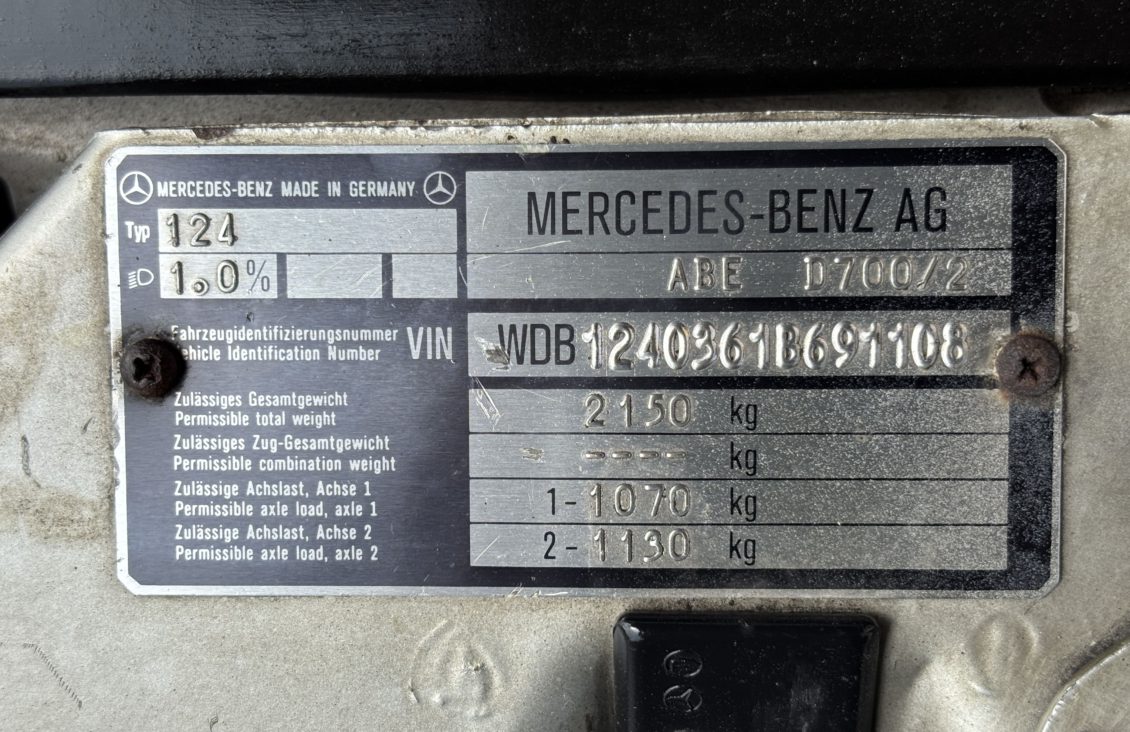 MERCEDES-BENZ MADE IN GERMANY
MERCEDES-BENZ AG
Typ 124
1.0%
ABE D700/2
Fahrzeugidentifizierungsnummer
Vehicle Identification Number
VIN WDB1240361B691108
Zulässiges Gesamtgewicht
Permissible total weight
2150 kg
Zulässiges Zug-Gesamtgewicht
Permissible combination weight
---- kg
Zulässige Achslast, Achse 1
Permissible axle load, axle 1
1-1070 kg
Zulässige Achslast, Achse 2
Permissible axle load, axle 2
2-1130 kg